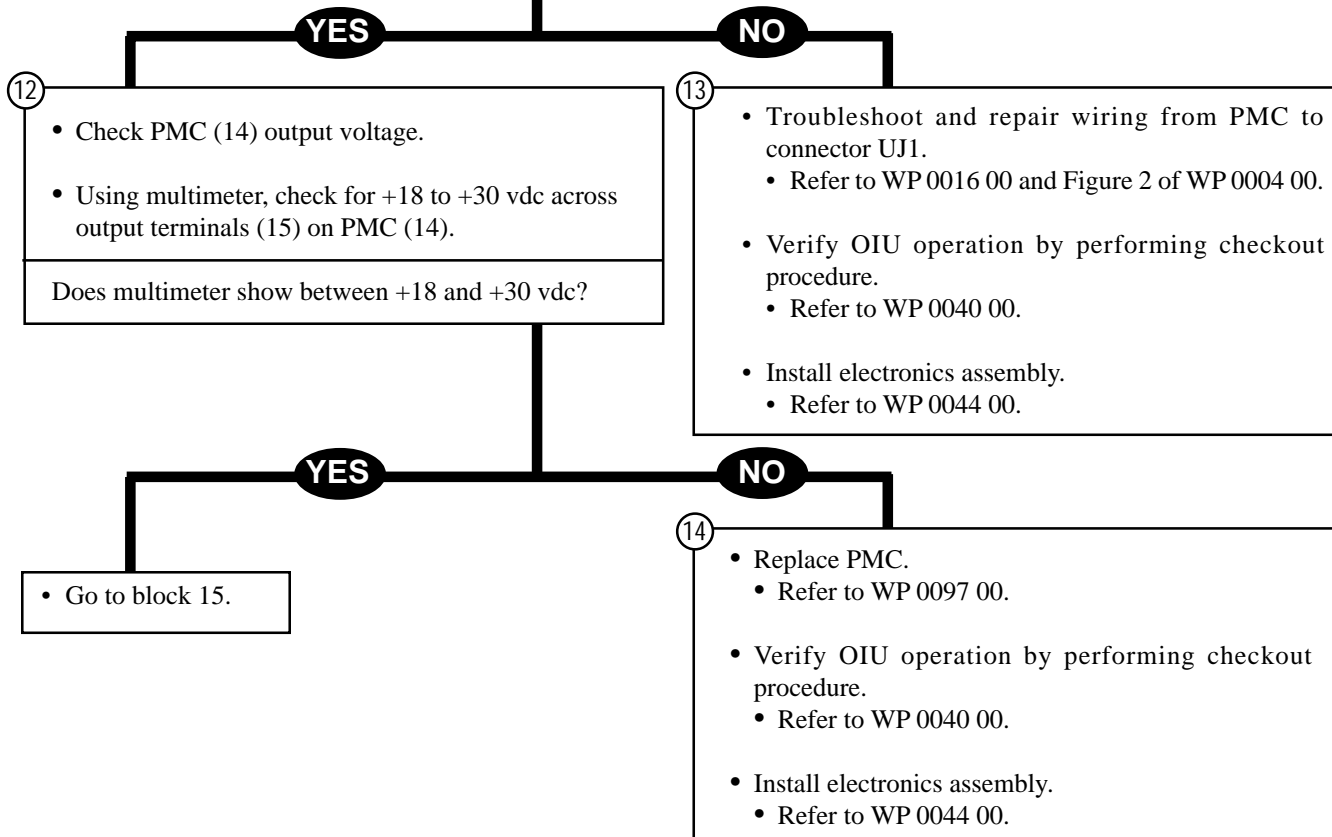 YES
NO
12
• Check PMC (14) output voltage.
• Using multimeter, check for +18 to +30 vdc across
output terminals (15) on PMC (14).
Does multimeter show between +18 and +30 vdc?
13
• Troubleshoot and repair wiring from PMC to
connector UJ1.
• Refer to WP 0016 00 and Figure 2 of WP 0004 00.
• Verify OIU operation by performing checkout
procedure.
• Refer to WP 0040 00.
• Install electronics assembly.
• Refer to WP 0044 00.
YES
NO
• Go to block 15.
14
• Replace PMC.
• Refer to WP 0097 00.
• Verify OIU operation by performing checkout
procedure.
• Refer to WP 0040 00.
• Install electronics assembly.
• Refer to WP 0044 00.